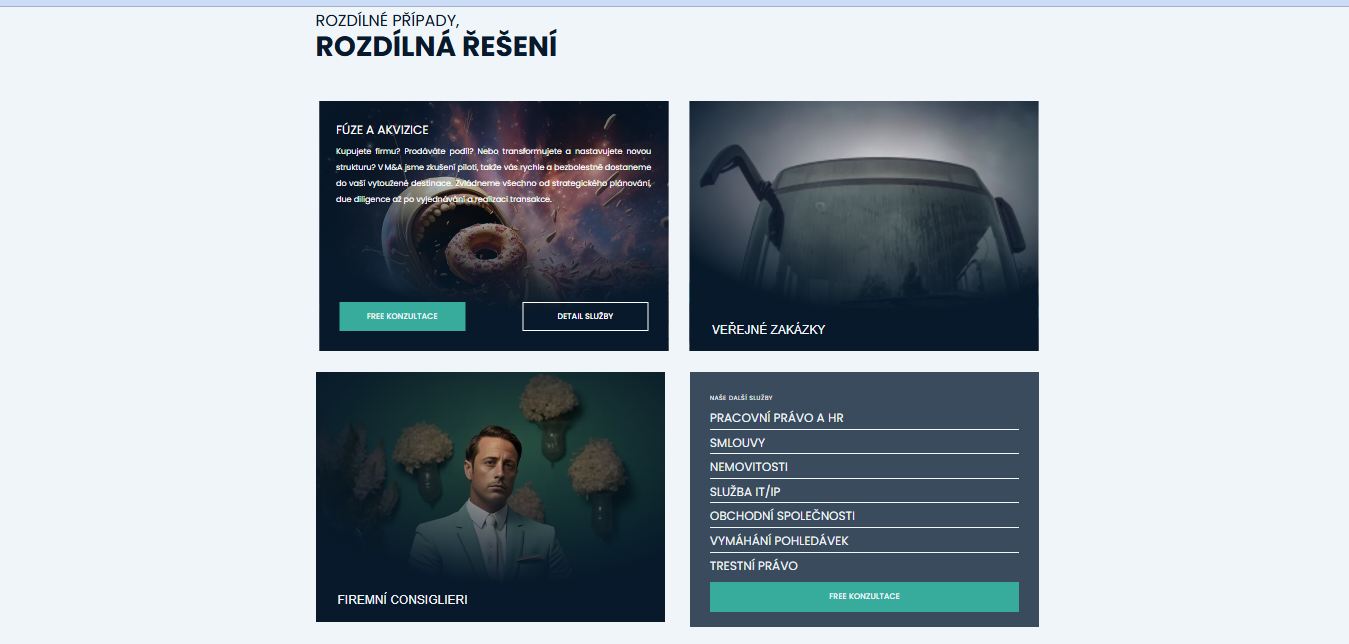 ROZDÍLNÉ PŘÍPADY,
ROZDÍLNÁ ŘEŠENÍ
FÚZE A AKVIZICE
Kupujete firmu? Prodáváte podíl? Nebo transformujete a nastavujete novou
strukturu? V M&A jsme zkušení piloti, takže vás rychle a bezbolestně dostaneme
do vaší vytoužené destinace. Zvládneme všechno od strategického plánování,
due diligence až po vyjednávání a realizaci transakce.
FREE KONZULTACE
DETAIL SLUŽBY
VEŘEJNÉ ZAKÁZKY
FIREMNÍ CONSIGLIERI
NAŠE DALŠÍ SLUŽBY
PRACOVNÍ PRÁVO A HR
SMLOUVY
NEMOVITOSTI
SLUŽBA IT/IP
OBCHODNÍ SPOLEČNOSTI
VYMÁHÁNÍ POHLEDÁVEK
TRESTNÍ PRÁVO
FREE KONZULTACE